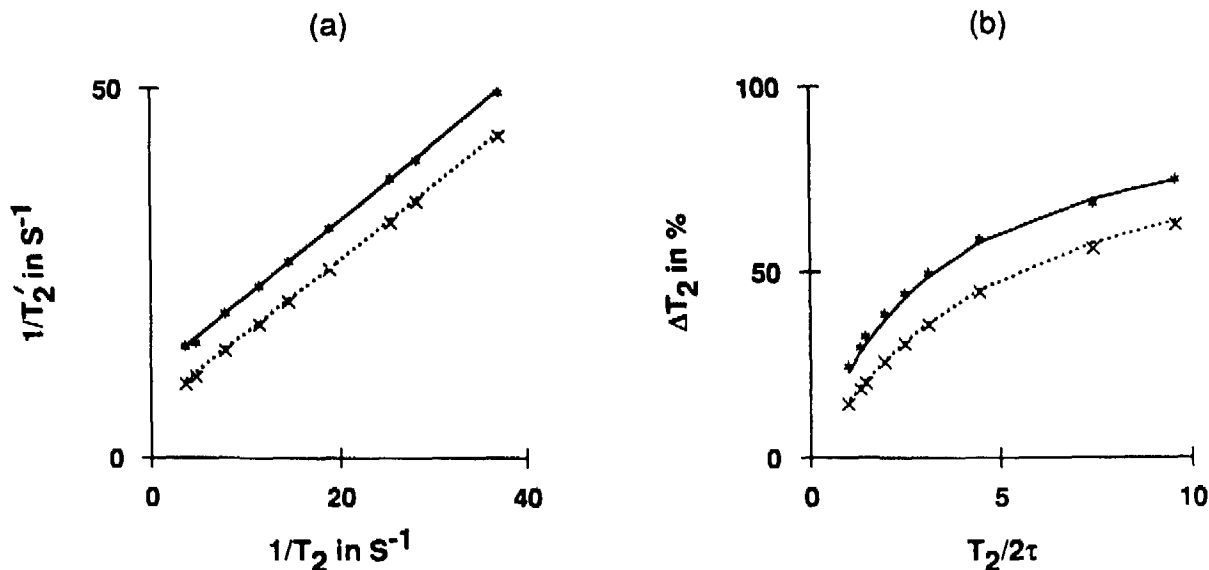 (a)
50
0
0
20
40
1/T₂′ in S⁻¹
1/T₂ in S⁻¹
(b)
100
50
0
0
5
10
ΔT₂ in %
T₂/2τ